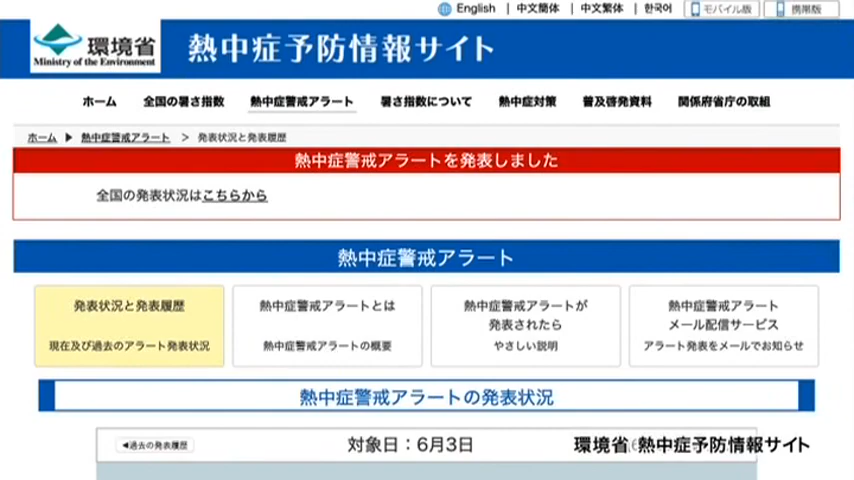 English | 中文簡体 | 中文繁体 | 한국어 モバイル版 携帯版
環境省
Ministry of the Environment
熱中症予防情報サイト
ホーム 全国の暑さ指数 熱中症警戒アラート 暑さ指数について 熱中症対策 普及啓発資料 関係府省庁の取組
ホーム ▶ 熱中症警戒アラート > 発表状況と発表履歴
熱中症警戒アラートを発表しました
全国の発表状況はこちらから
熱中症警戒アラート
発表状況と発表履歴
現在及び過去のアラート発表状況
熱中症警戒アラートとは
熱中症警戒アラートの概要
熱中症警戒アラートが
発表されたら
やさしい説明
熱中症警戒アラート
メール配信サービス
アラート発表をメールでお知らせ
熱中症警戒アラートの発表状況
◀過去の発表履歴
対象日:6月3日
環境省 熱中症予防情報サイト